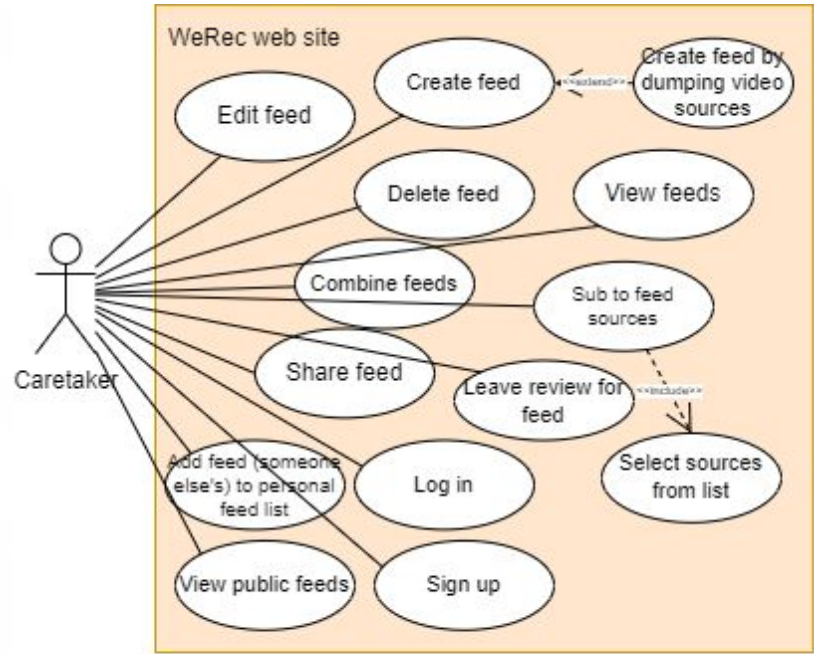 WeRec web site
Create feed
<<extend>>
Create feed by
dumping video
sources
Edit feed
Delete feed
View feeds
Combine feeds
Sub to feed
sources
Caretaker
Share feed
Leave review for
feed
<<include>>
Add feed (someone
else's) to personal
feed list
Log in
Select sources
from list
View public feeds
Sign up